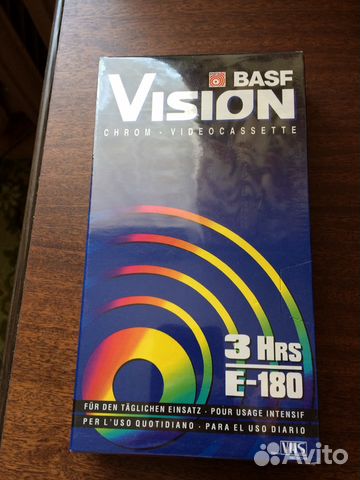 BASF
VISION
CHROM - VIDEOCASSETTE
3 HRS
E-180
FÜR DEN TÄGLICHEN EINSATZ · POUR USAGE INTENSIF
PER L'USO QUOTIDIANO · PARA EL USO DIARIO
VHS
Avito